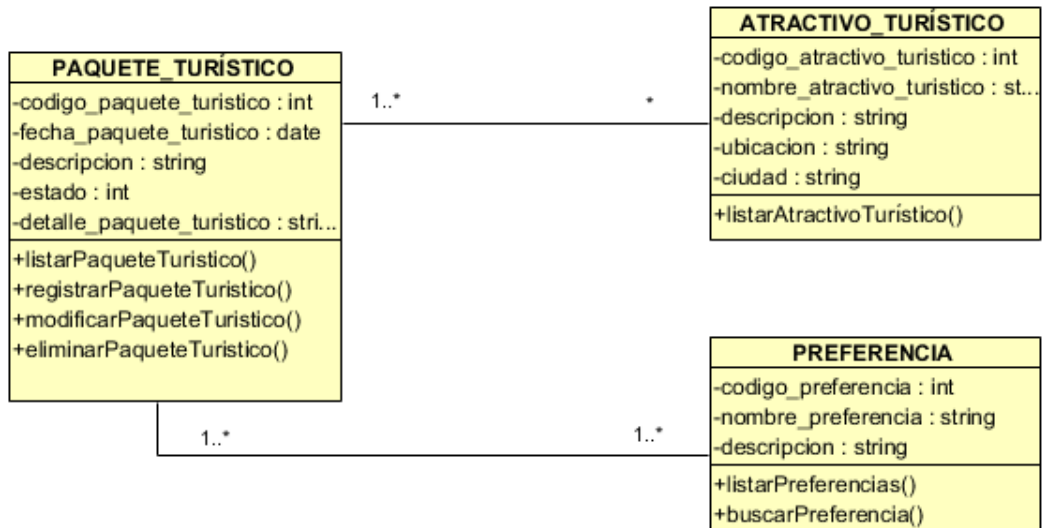 PAQUETE_TURÍSTICO
-codigo_paquete_turistico : int
-fecha_paquete_turistico : date
-descripcion : string
-estado : int
-detalle_paquete_turistico : stri...
+listarPaqueteTuristico()
+registrarPaqueteTuristico()
+modificarPaqueteTuristico()
+eliminarPaqueteTuristico()
1..*
*
ATRACTIVO_TURÍSTICO
-codigo_atractivo_turistico : int
-nombre_atractivo_turistico : st...
-descripcion : string
-ubicacion : string
-ciudad : string
+listarAtractivoTurístico()
1..*
1..*
PREFERENCIA
-codigo_preferencia : int
-nombre_preferencia : string
-descripcion : string
+listarPreferencias()
+buscarPreferencia()